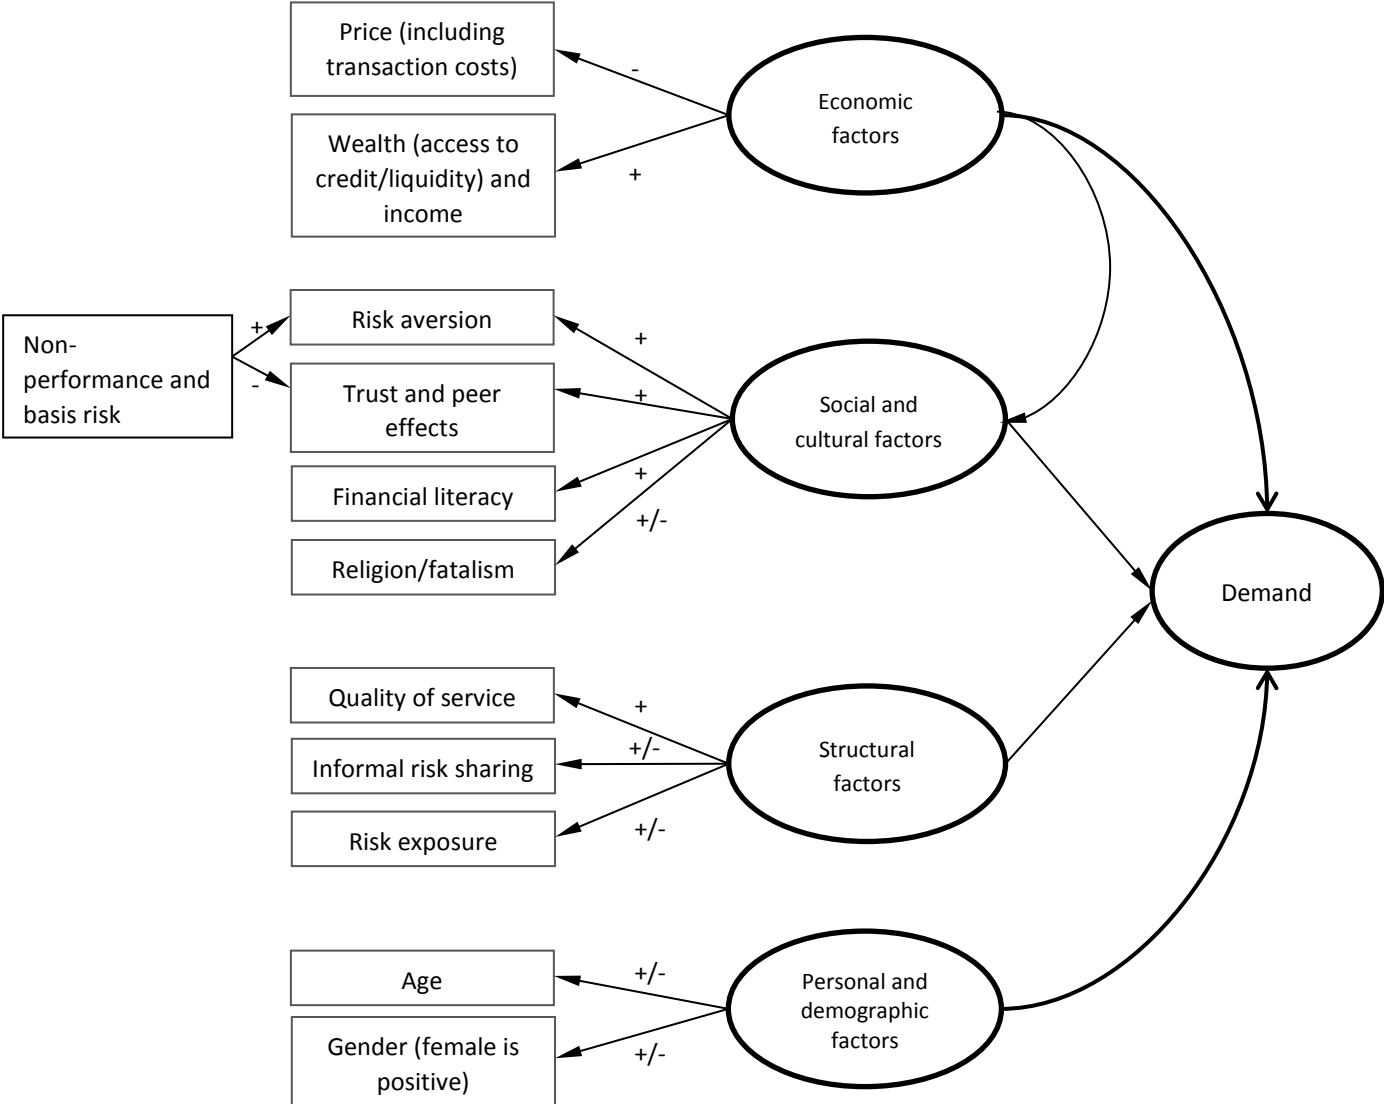 Price (including
transaction costs)
-
Economic
factors
Wealth (access to
credit/liquidity) and
income
+
Non-
performance and
basis risk
+
-
Risk aversion
+
Trust and peer
effects
+
Social and
cultural factors
Financial literacy
+
Religion/fatalism
+/-
Demand
Quality of service
+
Informal risk sharing
+/-
Structural
factors
Risk exposure
+/-
Age
+/-
Personal and
demographic
factors
Gender (female is
positive)
+/-